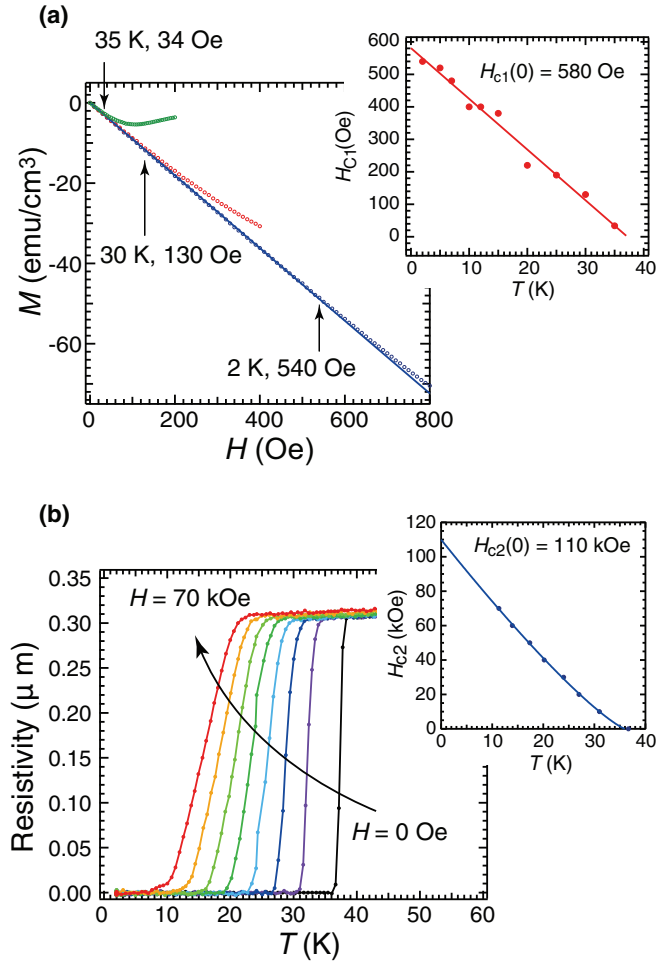 (a)
35 K, 34 Oe
30 K, 130 Oe
2 K, 540 Oe
0
-20
-40
-60
M (emu/cm³)
0 200 400 600 800
H (Oe)
Hc1(0) = 580 Oe
600
500
400
300
200
100
0
HC1(Oe)
0 10 20 30 40
T (K)
(b)
H = 70 kOe
H = 0 Oe
0.35
0.30
0.25
0.20
0.15
0.10
0.05
0.00
Resistivity (μ m)
0 10 20 30 40 50 60
T (K)
Hc2(0) = 110 kOe
120
100
80
60
40
20
0
Hc2 (kOe)
0 10 20 30 40
T (K)